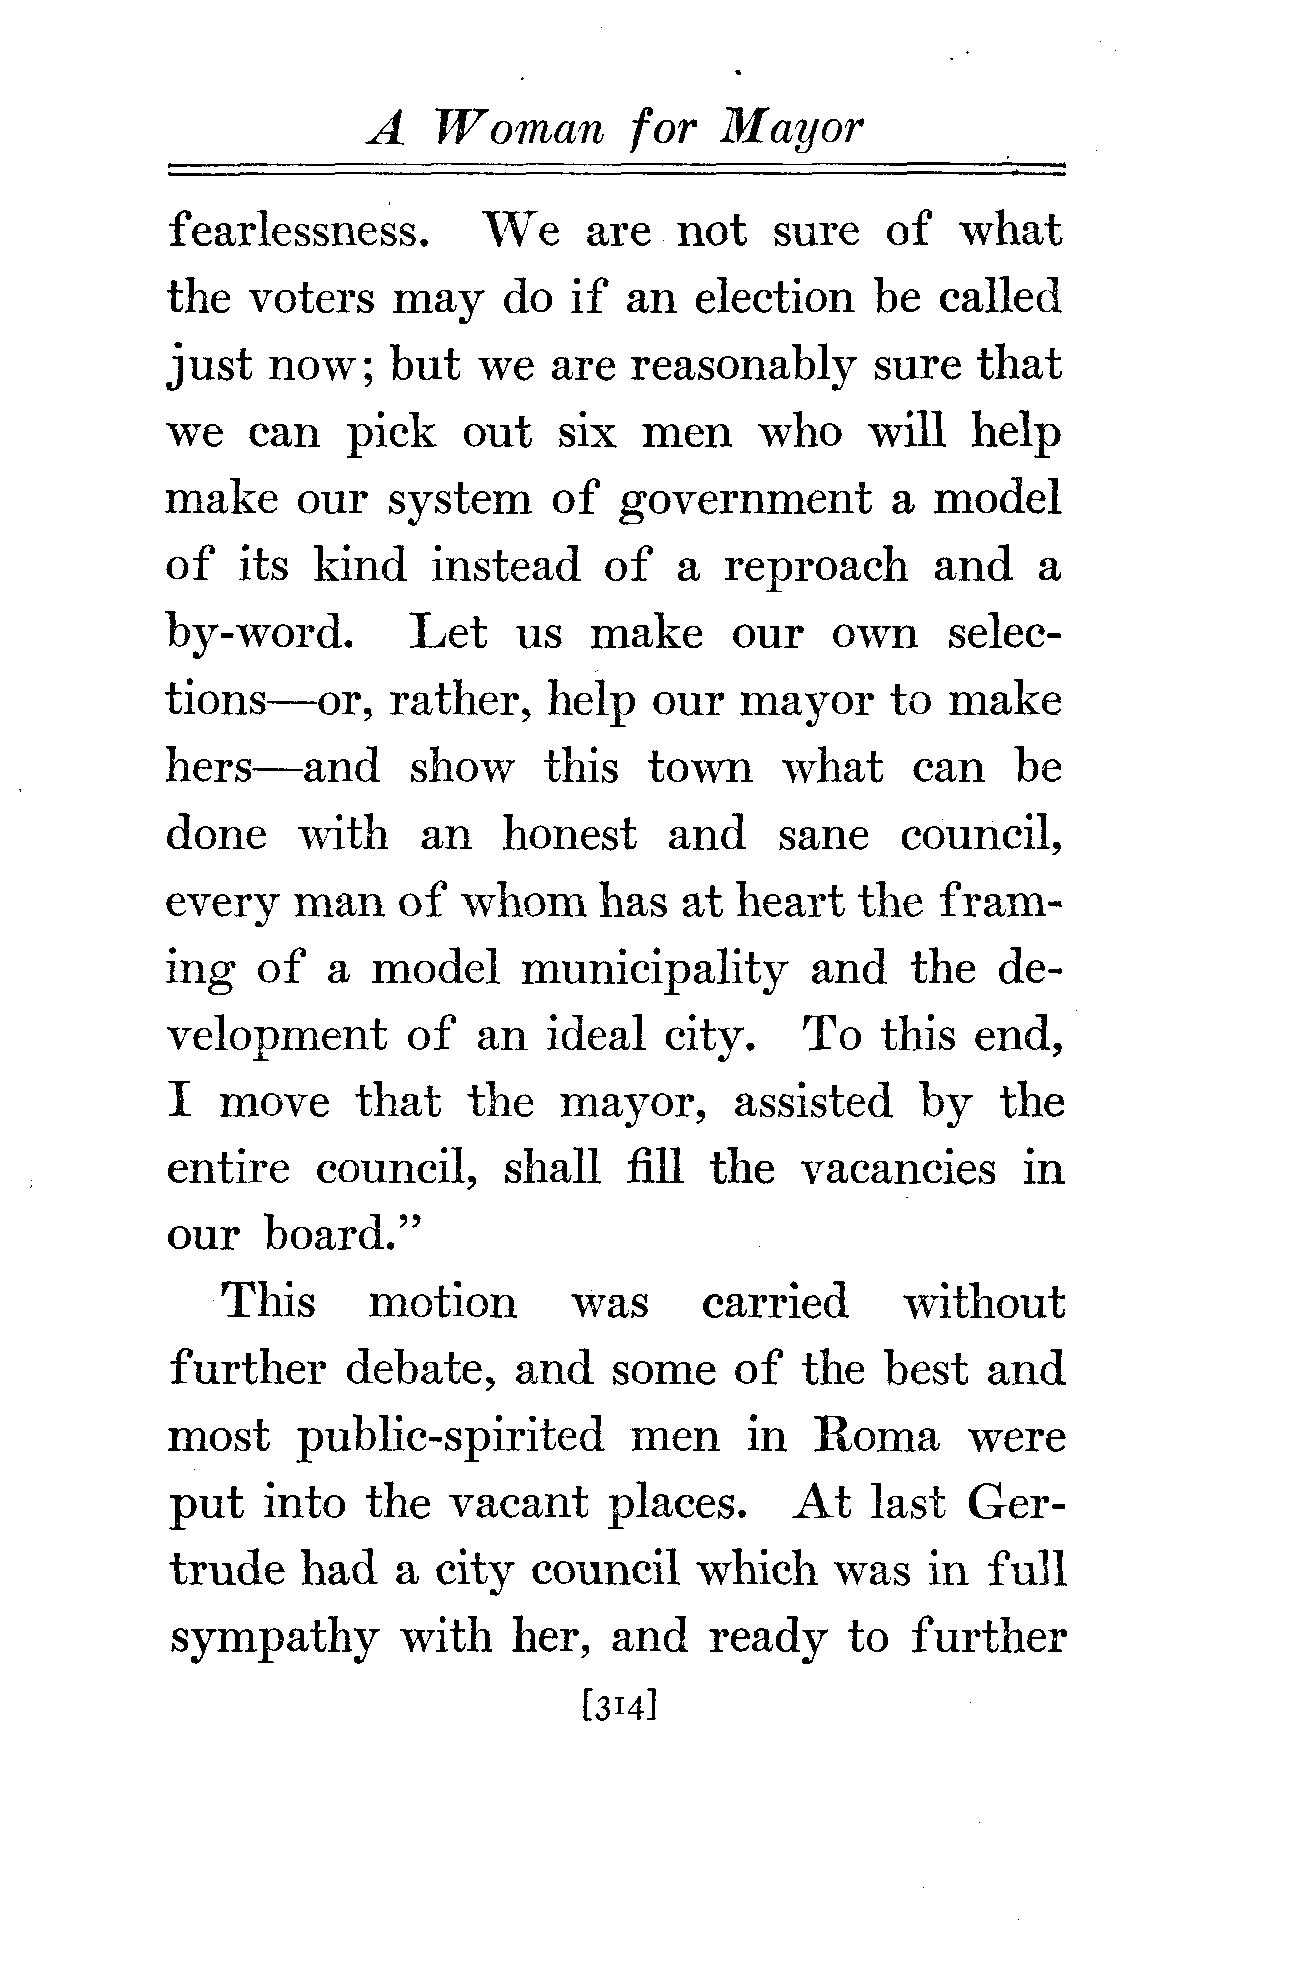 A Woman for Mayor
fearlessness. We are not sure of what
the voters may do if an election be called
just now; but we are reasonably sure that
we can pick out six men who will help
make our system of government a model
of its kind instead of a reproach and a
by-word. Let us make our own selec-
tions—or, rather, help our mayor to make
hers—and show this town what can be
done with an honest and sane council,
every man of whom has at heart the fram-
ing of a model municipality and the de-
velopment of an ideal city. To this end,
I move that the mayor, assisted by the
entire council, shall fill the vacancies in
our board.”
This motion was carried without
further debate, and some of the best and
most public-spirited men in Roma were
put into the vacant places. At last Ger-
trude had a city council which was in full
sympathy with her, and ready to further
[314]